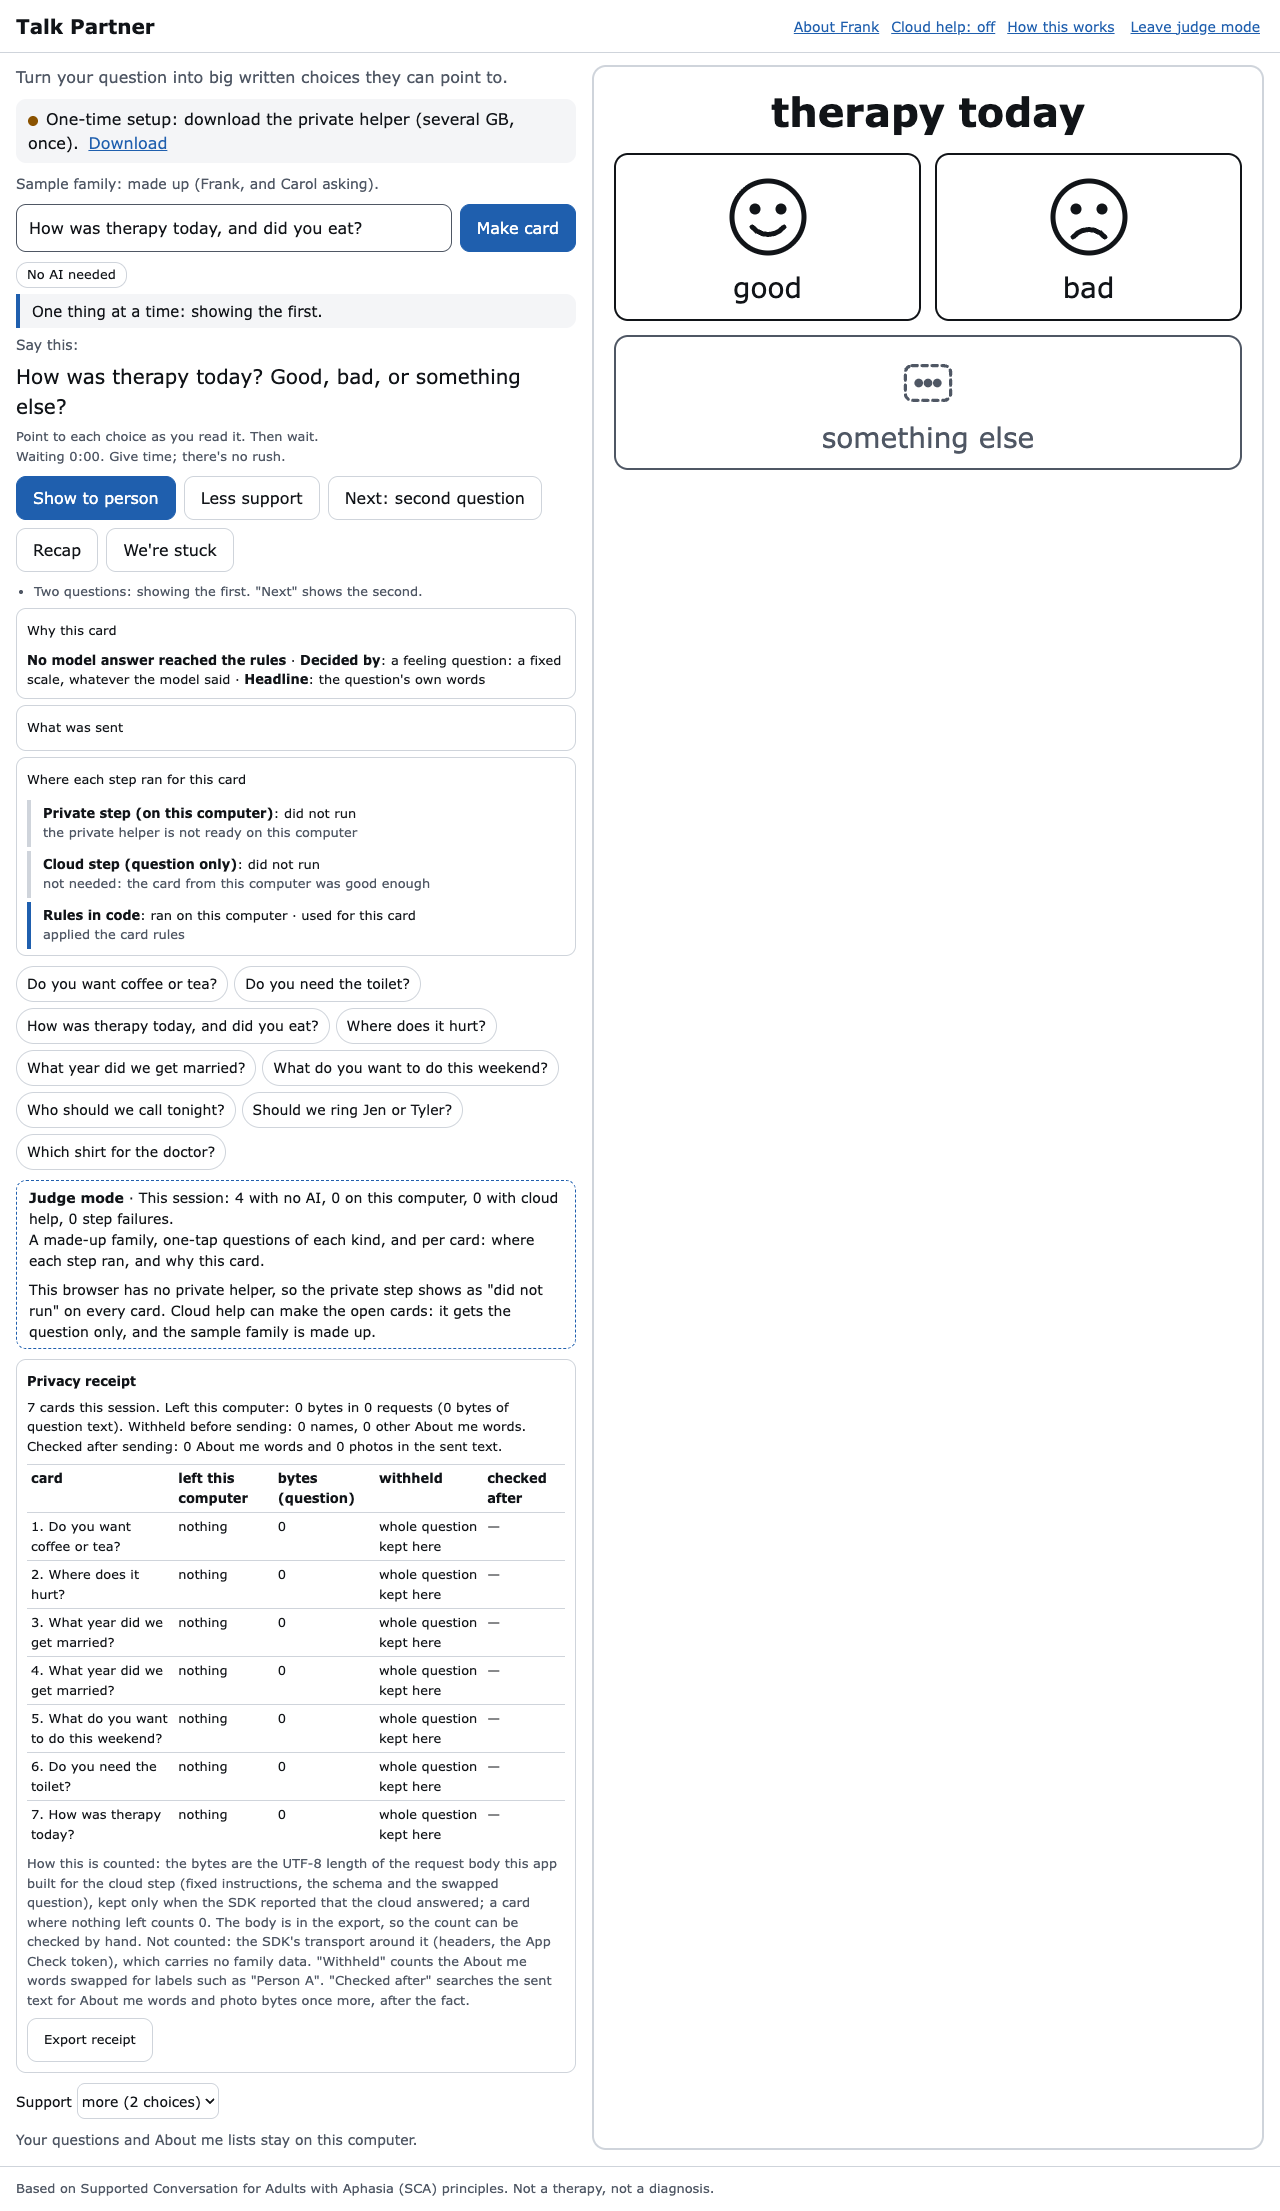 Talk Partner
About Frank
Cloud help: off
How this works
Leave judge mode
Turn your question into big written choices they can point to.
One-time setup: download the private helper (several GB,
once). Download
Sample family: made up (Frank, and Carol asking).
How was therapy today, and did you eat?
Make card
No AI needed
One thing at a time: showing the first.
Say this:
How was therapy today? Good, bad, or something
else?
Point to each choice as you read it. Then wait.
Waiting 0:00. Give time; there's no rush.
Show to person
Less support
Next: second question
Recap
We're stuck
• Two questions: showing the first. "Next" shows the second.
Why this card
No model answer reached the rules · Decided by: a feeling question: a fixed
scale, whatever the model said · Headline: the question's own words
What was sent
Where each step ran for this card
Private step (on this computer): did not run
the private helper is not ready on this computer
Cloud step (question only): did not run
not needed: the card from this computer was good enough
Rules in code: ran on this computer · used for this card
applied the card rules
Do you want coffee or tea?
Do you need the toilet?
How was therapy today, and did you eat?
Where does it hurt?
What year did we get married?
What do you want to do this weekend?
Who should we call tonight?
Should we ring Jen or Tyler?
Which shirt for the doctor?
Judge mode · This session: 4 with no AI, 0 on this computer, 0 with cloud
help, 0 step failures.
A made-up family, one-tap questions of each kind, and per card: where
each step ran, and why this card.
This browser has no private helper, so the private step shows as "did not
run" on every card. Cloud help can make the open cards: it gets the
question only, and the sample family is made up.
Privacy receipt
7 cards this session. Left this computer: 0 bytes in 0 requests (0 bytes of
question text). Withheld before sending: 0 names, 0 other About me words.
Checked after sending: 0 About me words and 0 photos in the sent text.
card left this bytes withheld checked
computer (question) after
1. Do you want nothing 0 whole question —
coffee or tea? kept here
2. Where does it nothing 0 whole question —
hurt? kept here
3. What year did we nothing 0 whole question —
get married? kept here
4. What year did we nothing 0 whole question —
get married? kept here
5. What do you want nothing 0 whole question —
to do this weekend? kept here
6. Do you need the nothing 0 whole question —
toilet? kept here
7. How was therapy nothing 0 whole question —
today? kept here
How this is counted: the bytes are the UTF-8 length of the request body this app
built for the cloud step (fixed instructions, the schema and the swapped
question), kept only when the SDK reported that the cloud answered; a card
where nothing left counts 0. The body is in the export, so the count can be
checked by hand. Not counted: the SDK's transport around it (headers, the App
Check token), which carries no family data. "Withheld" counts the About me
words swapped for labels such as "Person A". "Checked after" searches the sent
text for About me words and photo bytes once more, after the fact.
Export receipt
Support more (2 choices)
Your questions and About me lists stay on this computer.
therapy today
good
bad
something else
Based on Supported Conversation for Adults with Aphasia (SCA) principles. Not a therapy, not a diagnosis.